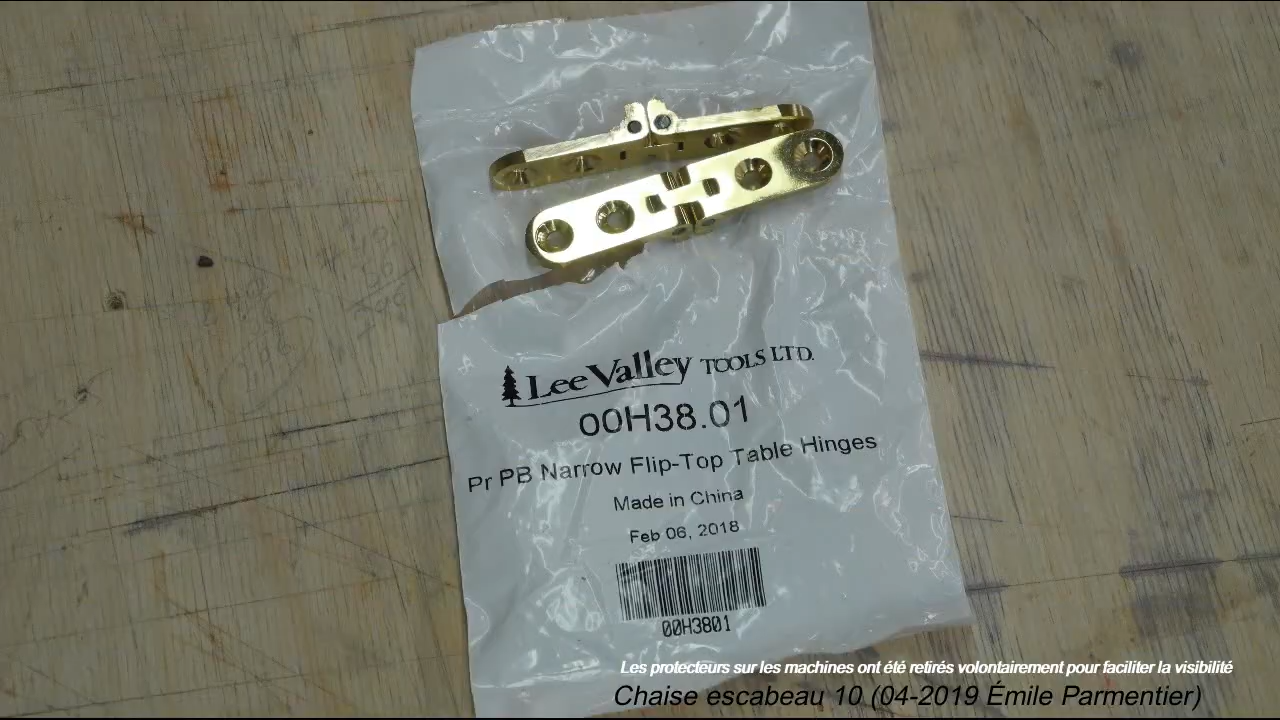 Lee Valley TOOLS LTD.
00H38.01
Pr PB Narrow Flip-Top Table Hinges
Made in China
Feb 06, 2018
00H3801
Les protecteurs sur les machines ont été retirés volontairement pour faciliter la visibilité
Chaise escabeau 10 (04-2019 Émile Parmentier)